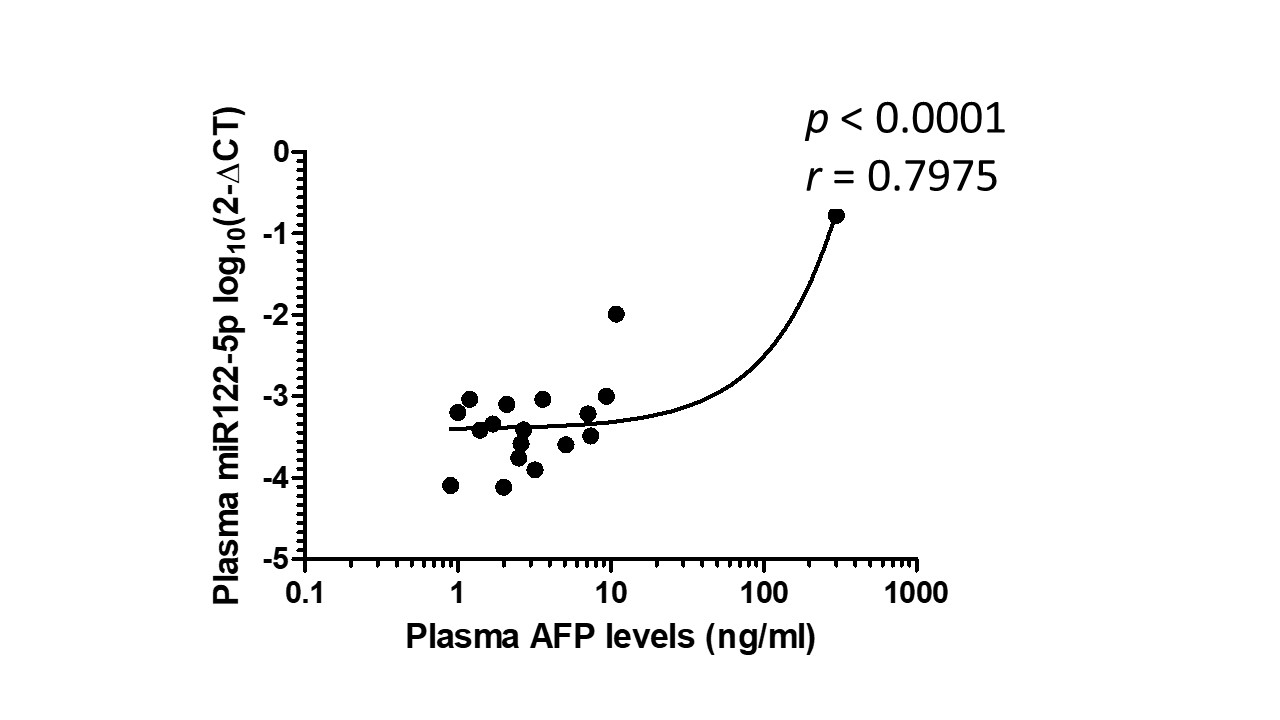 p < 0.0001
r = 0.7975
Plasma miR122-5p log10(2-ΔCT)
0
-1
-2
-3
-4
-5
0.1 1 10 100 1000
Plasma AFP levels (ng/ml)